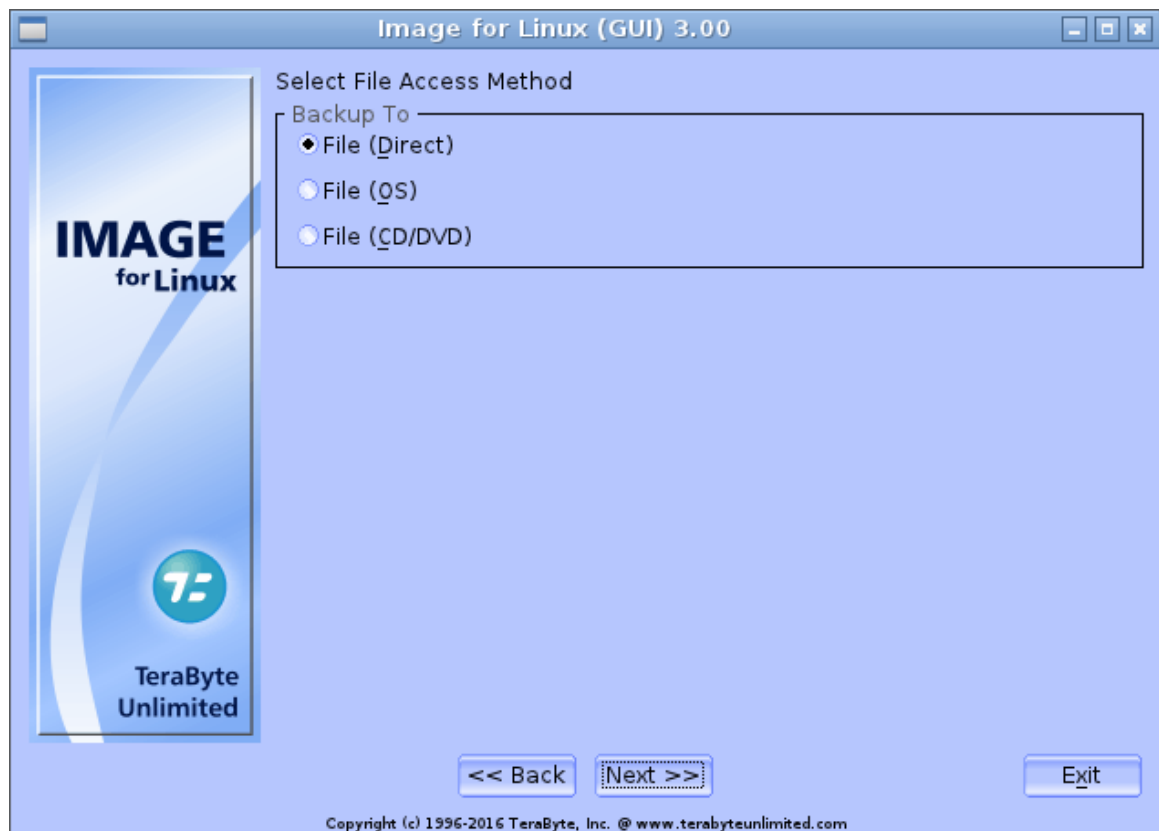 Image for Linux (GUI) 3.00
Select File Access Method
Backup To
File (Direct)
File (OS)
File (CD/DVD)
IMAGE
for Linux
TeraByte
Unlimited
<< Back
Next >>
Exit
Copyright (c) 1996-2016 TeraByte, Inc. @ www.terabyteunlimited.com